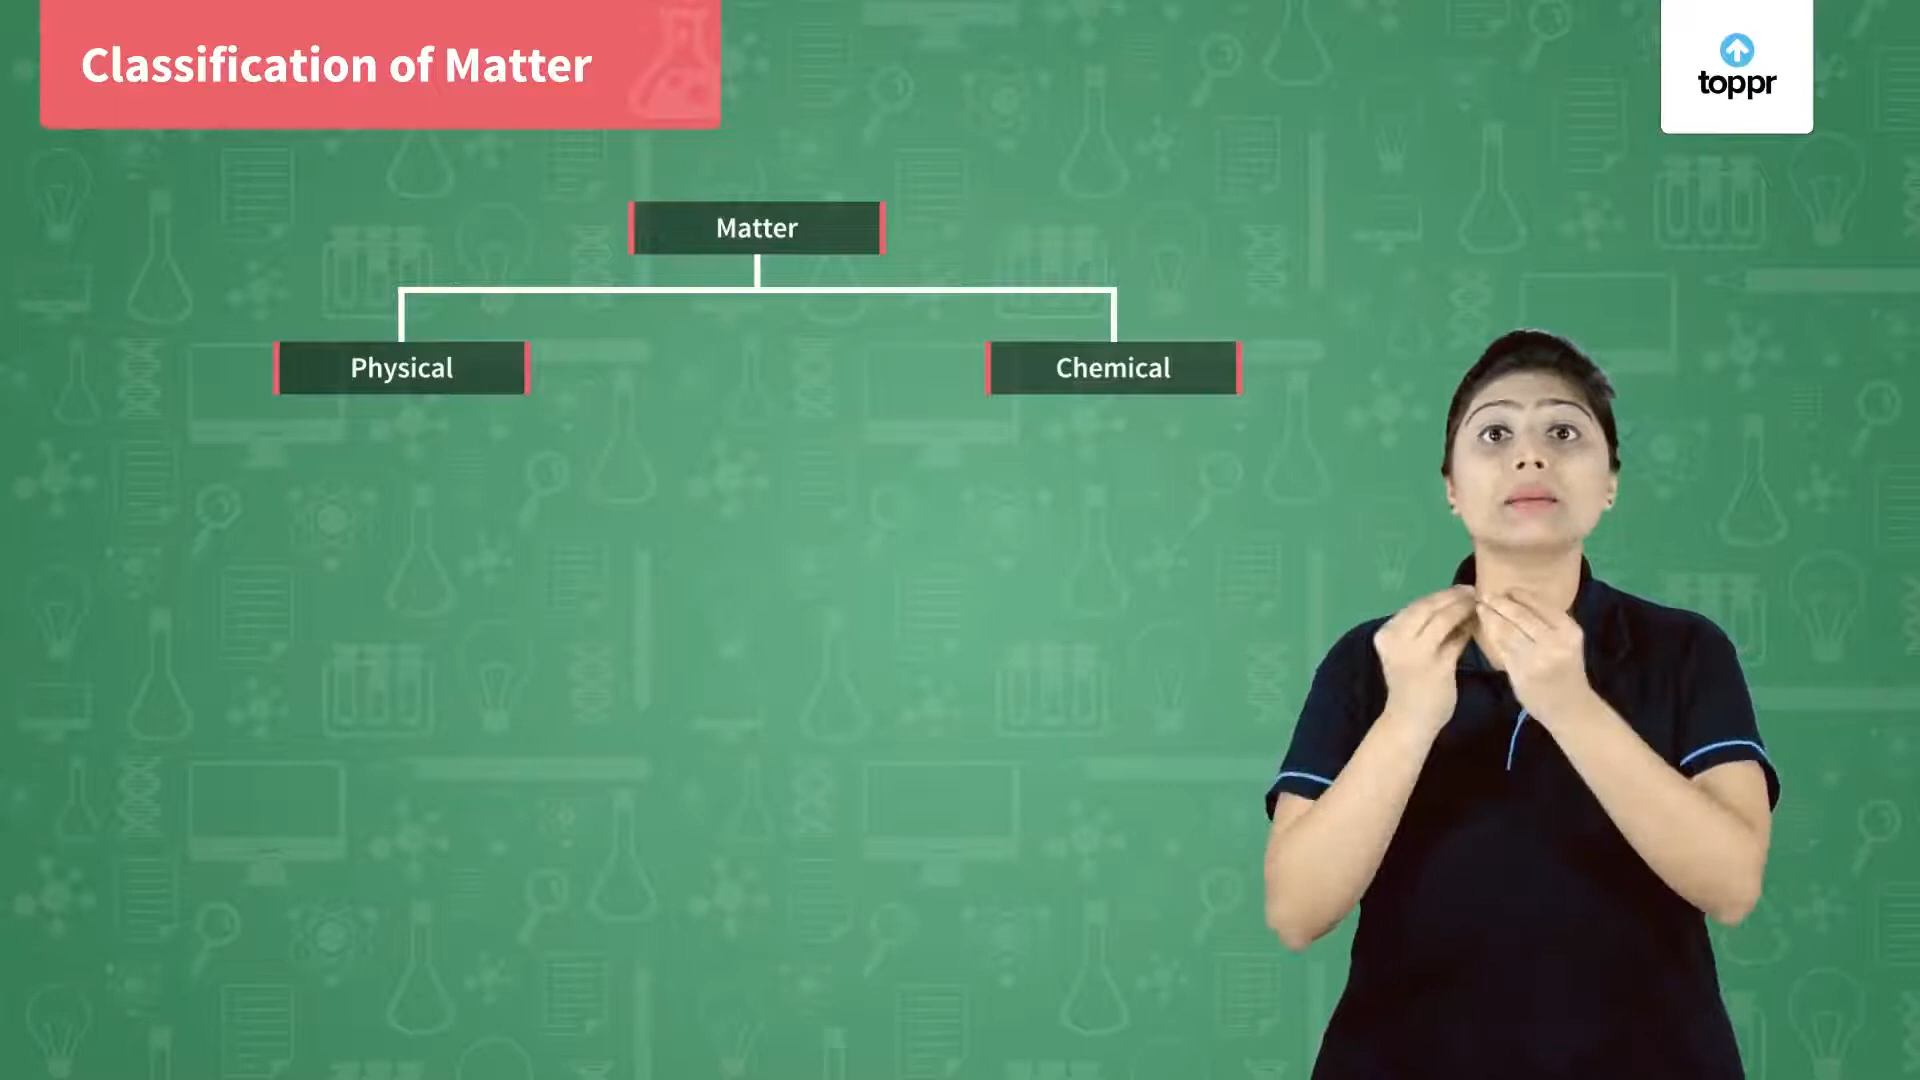 Classification of Matter
toppr
Matter
Physical
Chemical